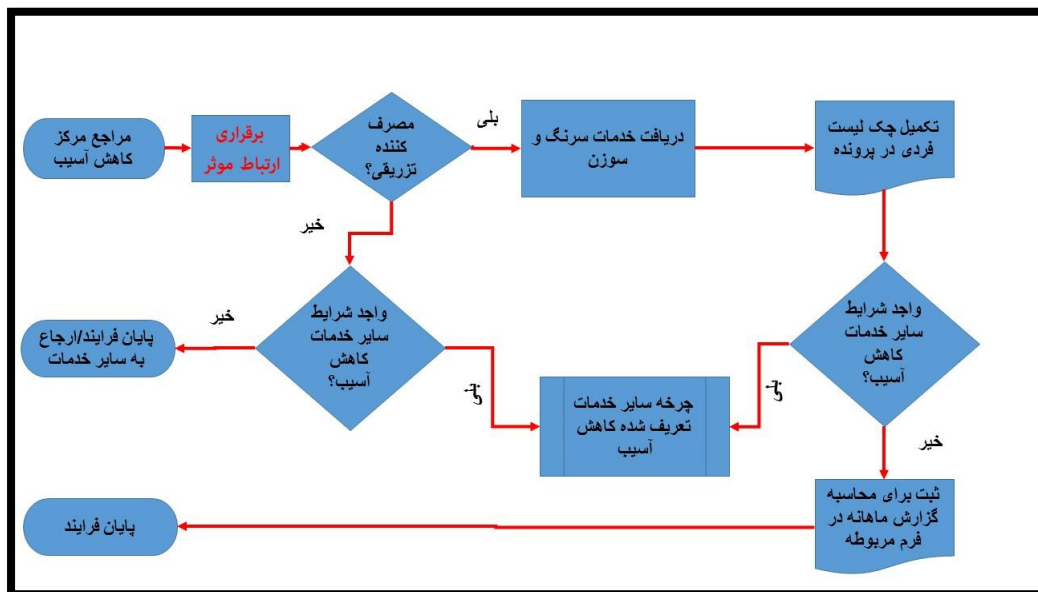 مراجع مرکز
کاهش آسیب
برقراری
ارتباط موثر
مصرف
کننده
تزریقی؟
بلی
دریافت خدمات سرنگ و
سوزن
تکمیل چک لیست
فردی در پرونده
خیر
واجد شرایط
سایر خدمات
کاهش
آسیب؟
خیر
پایان فرایند/ارجاع
به سایر خدمات
بلی
چرخه سایر خدمات
تعریف شده کاهش
آسیب
واجد شرایط
سایر خدمات
کاهش
آسیب؟
بلی
خیر
ثبت برای محاسبه
گزارش ماهانه در
فرم مربوطه
پایان فرایند